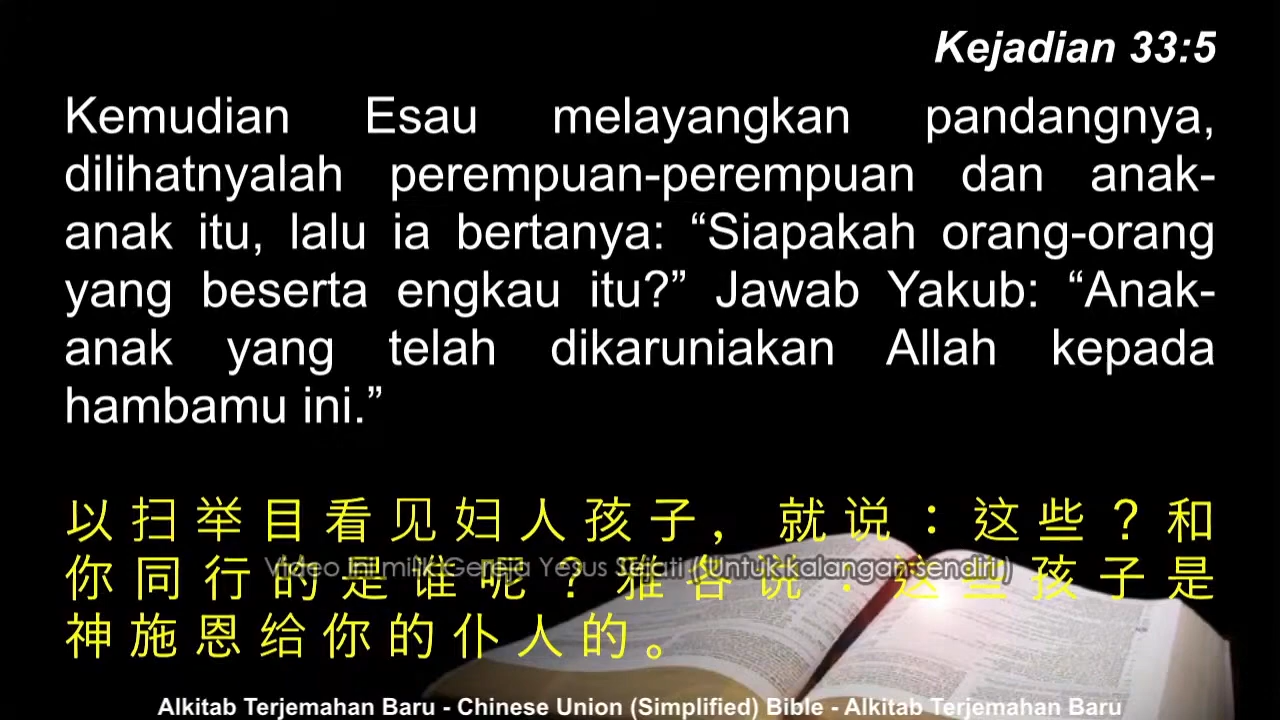 Kejadian 33:5
Kemudian Esau melayangkan pandangnya,
dilihatnyalah perempuan-perempuan dan anak-
anak itu, lalu ia bertanya: “Siapakah orang-orang
yang beserta engkau itu?” Jawab Yakub: “Anak-
anak yang telah dikaruniakan Allah kepada
hambamu ini.”
以扫举目看见妇人孩子，就说：这些？和
你同行的是谁呢？雅各说：这些孩子是
Video ini milik Gereja Yesus Sejati (Untuk kalangan sendiri)
神施恩给你的仆人的。
Alkitab Terjemahan Baru - Chinese Union (Simplified) Bible - Alkitab Terjemahan Baru